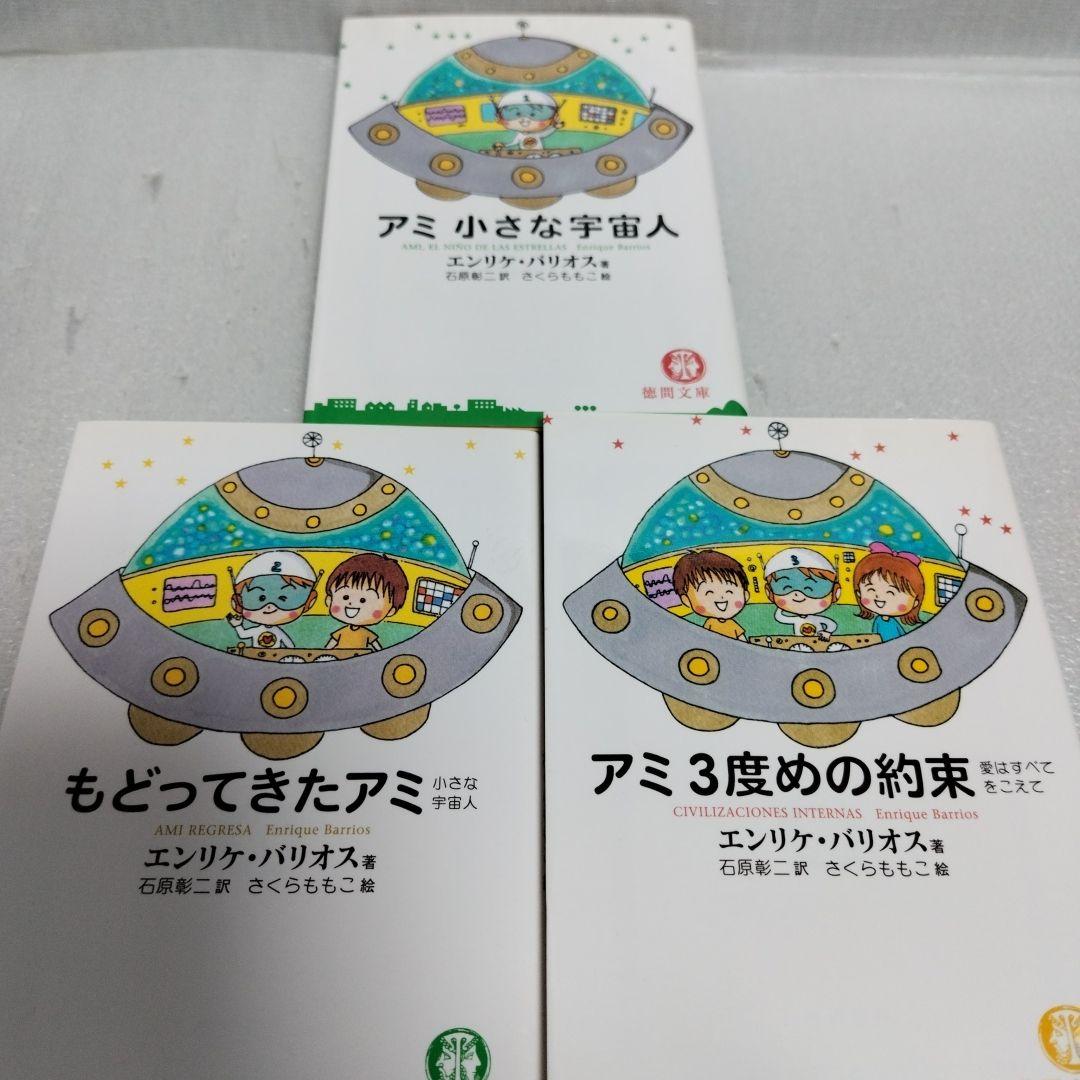 1
アミ 小さな宇宙人
AMI, EL NIÑO DE LAS ESTRELLAS Enrique Barrios
エンリケ・バリオス著
石原彰二訳 さくらももこ絵
徳間文庫
2
もどってきたアミ 小さな宇宙人
AMI REGRESA Enrique Barrios
エンリケ・バリオス著
石原彰二訳 さくらももこ絵
3
アミ3度めの約束 愛はすべてをこえて
CIVILIZACIONES INTERNAS Enrique Barrios
エンリケ・バリオス著
石原彰二訳 さくらももこ絵